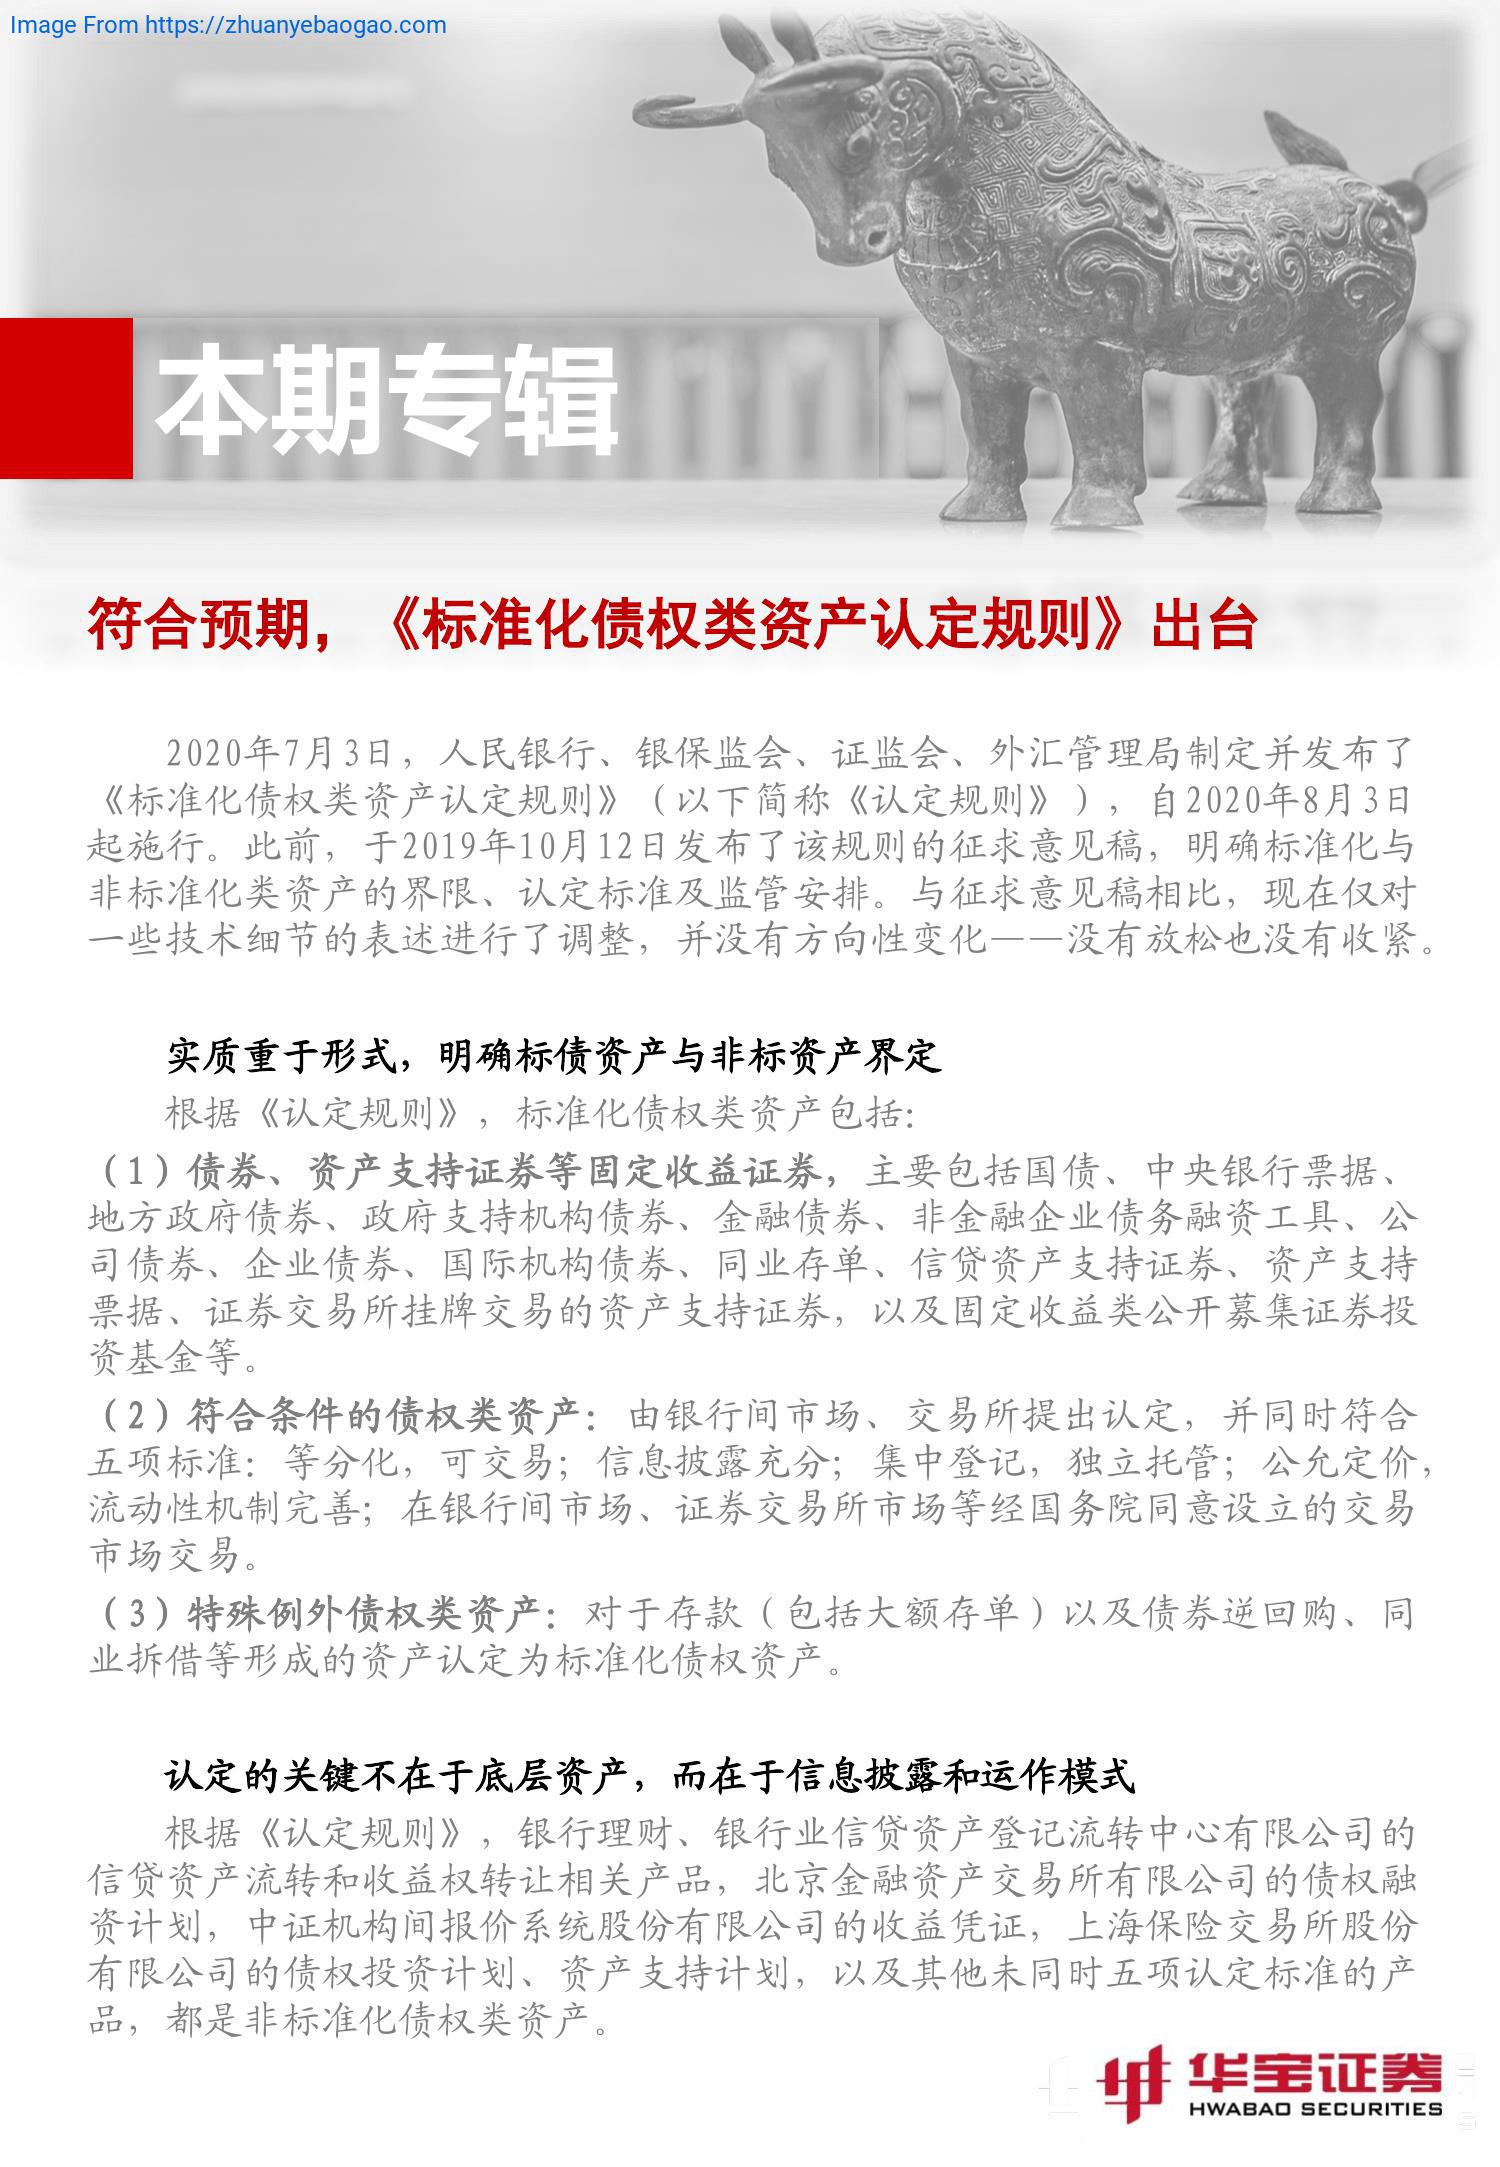 Image From https://zhuanyebaogao.com
本期专辑
符合预期，《标准化债权类资产认定规则》出台
2020年7月3日，人民银行、银保监会、证监会、外汇管理局制定并发布了
《标准化债权类资产认定规则》（以下简称《认定规则》），自2020年8月3日
起施行。此前，于2019年10月12日发布了该规则的征求意见稿，明确标准化与
非标准化类资产的界限、认定标准及监管安排。与征求意见稿相比，现在仅对
一些技术细节的表述进行了调整，并没有方向性变化——没有放松也没有收紧。
实质重于形式，明确标债资产与非标资产界定
根据《认定规则》，标准化债权类资产包括：
（1）债券、资产支持证券等固定收益证券，主要包括国债、中央银行票据、
地方政府债券、政府支持机构债券、金融债券、非金融企业债务融资工具、公
司债券、企业债券、国际机构债券、同业存单、信贷资产支持证券、资产支持
票据、证券交易所挂牌交易的资产支持证券，以及固定收益类公开募集证券投
资基金等。
（2）符合条件的债权类资产：由银行间市场、交易所提出认定，并同时符合
五项标准：等分化，可交易；信息披露充分；集中登记，独立托管；公允定价，
流动性机制完善；在银行间市场、证券交易所市场等经国务院同意设立的交易
市场交易。
（3）特殊例外债权类资产：对于存款（包括大额存单）以及债券逆回购、同
业拆借等形成的资产认定为标准化债权资产。
认定的关键不在于底层资产，而在于信息披露和运作模式
根据《认定规则》，银行理财、银行业信贷资产登记流转中心有限公司的
信贷资产流转和收益权转让相关产品，北京金融资产交易所有限公司的债权融
资计划，中证机构间报价系统股份有限公司的收益凭证，上海保险交易所股份
有限公司的债权投资计划、资产支持计划，以及其他未同时五项认定标准的产
品，都是非标准化债权类资产。
华宝证券
HWABAO SECURITIES